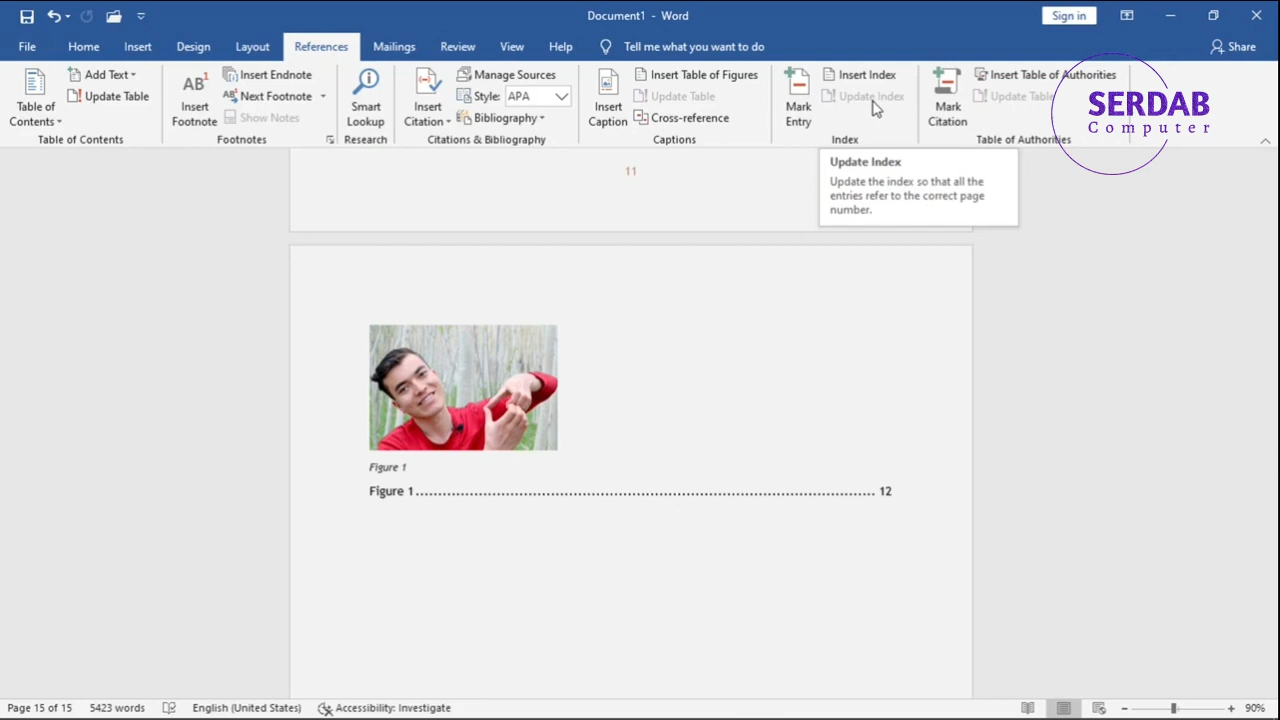 Document1 - Word
Sign in
File Home Insert Design Layout References Mailings Review View Help Tell me what you want to do Share
Table of Contents
Add Text
Update Table
Table of Contents
AB1
Insert Footnote
Insert Endnote
AB1 Next Footnote
Show Notes
Footnotes
Smart Lookup
Research
Insert Citation
Manage Sources
Style: APA
Bibliography
Citations & Bibliography
Insert Caption
Insert Table of Figures
Update Table
Cross-reference
Captions
Mark Entry
Insert Index
Update Index
Index
Mark Citation
Insert Table of Authorities
Update Table
Table of Authorities
SERDAB
Computer
Update Index
Update the index so that all the
entries refer to the correct page
number.
11
Figure 1
Figure 1 ........................................................................................................ 12
Page 15 of 15 5423 words English (United States) Accessibility: Investigate 90%